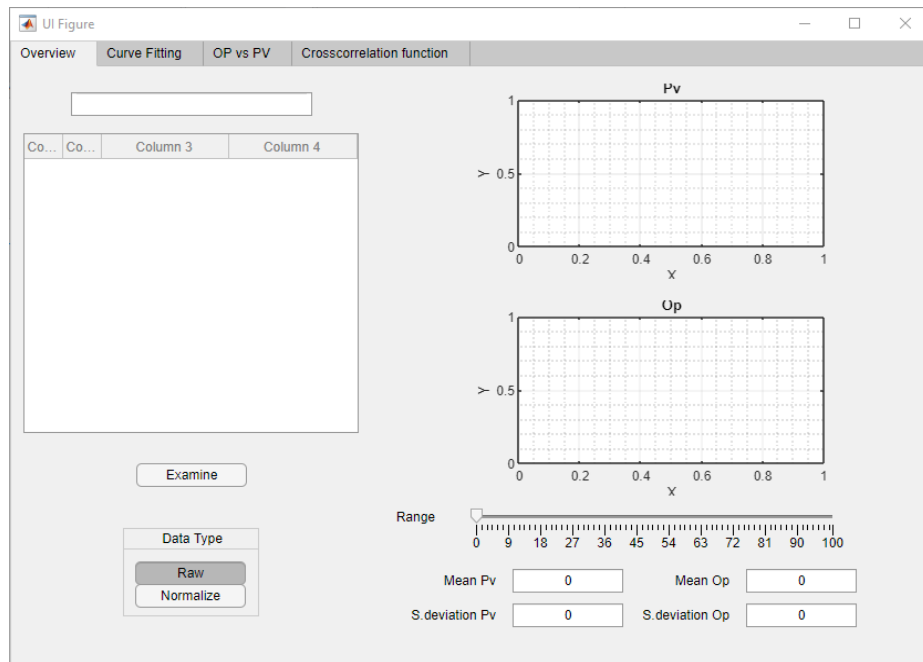 UI Figure
Overview Curve Fitting OP vs PV Crosscorrelation function
Co... Co... Column 3 Column 4
Examine
Data Type
Raw
Normalize
Pv
1
Y 0.5
0
0 0.2 0.4 0.6 0.8 1
X
Op
1
Y 0.5
0
0 0.2 0.4 0.6 0.8 1
X
Range
0 9 18 27 36 45 54 63 72 81 90 100
Mean Pv 0 Mean Op 0
S.deviation Pv 0 S.deviation Op 0